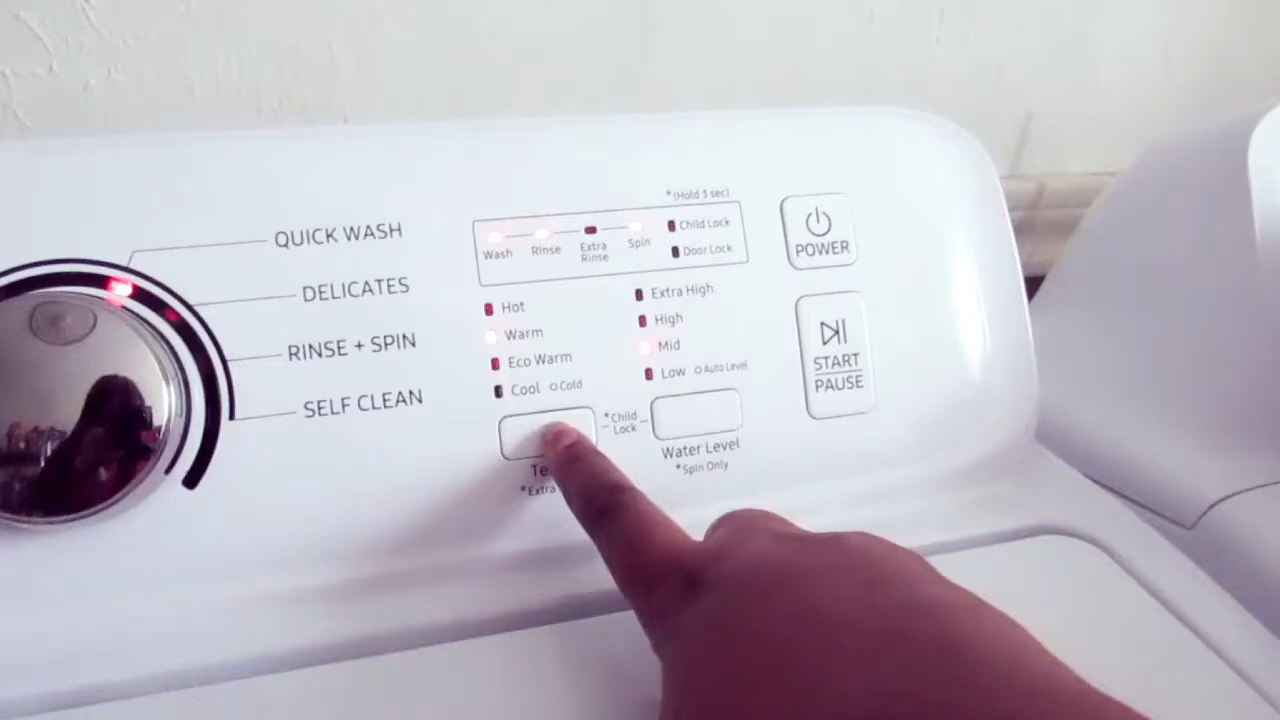 QUICK WASH
DELICATES
RINSE + SPIN
SELF CLEAN
*(Hold 3 sec)
Wash
Rinse
Extra
Rinse
Spin
Child Lock
Door Lock
Hot
Warm
Eco Warm
Cool Cold
Extra High
High
Mid
Low Auto Level
*Child
Lock
Te
*Extra
Water Level
*Spin Only
POWER
START
PAUSE